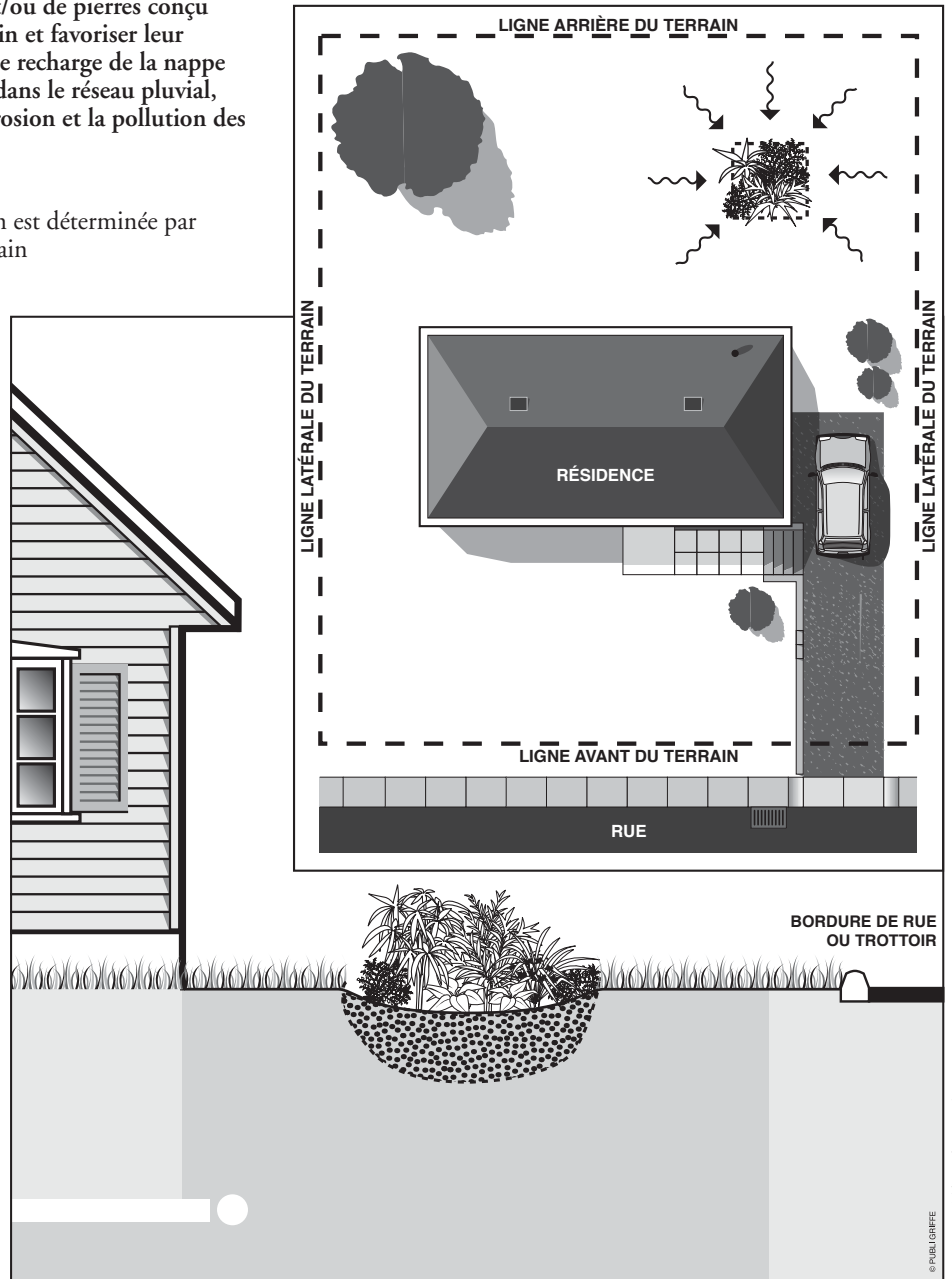 t/ou de pierres conçu
in et favoriser leur
e recharge de la nappe
dans le réseau pluvial,
rosion et la pollution des
n est déterminée par
ain
LIGNE ARRIÈRE DU TERRAIN
LIGNE LATÉRALE DU TERRAIN
LIGNE LATÉRALE DU TERRAIN
RÉSIDENCE
LIGNE AVANT DU TERRAIN
RUE
BORDURE DE RUE
OU TROTTOIR
© PUBLI GRIFFE